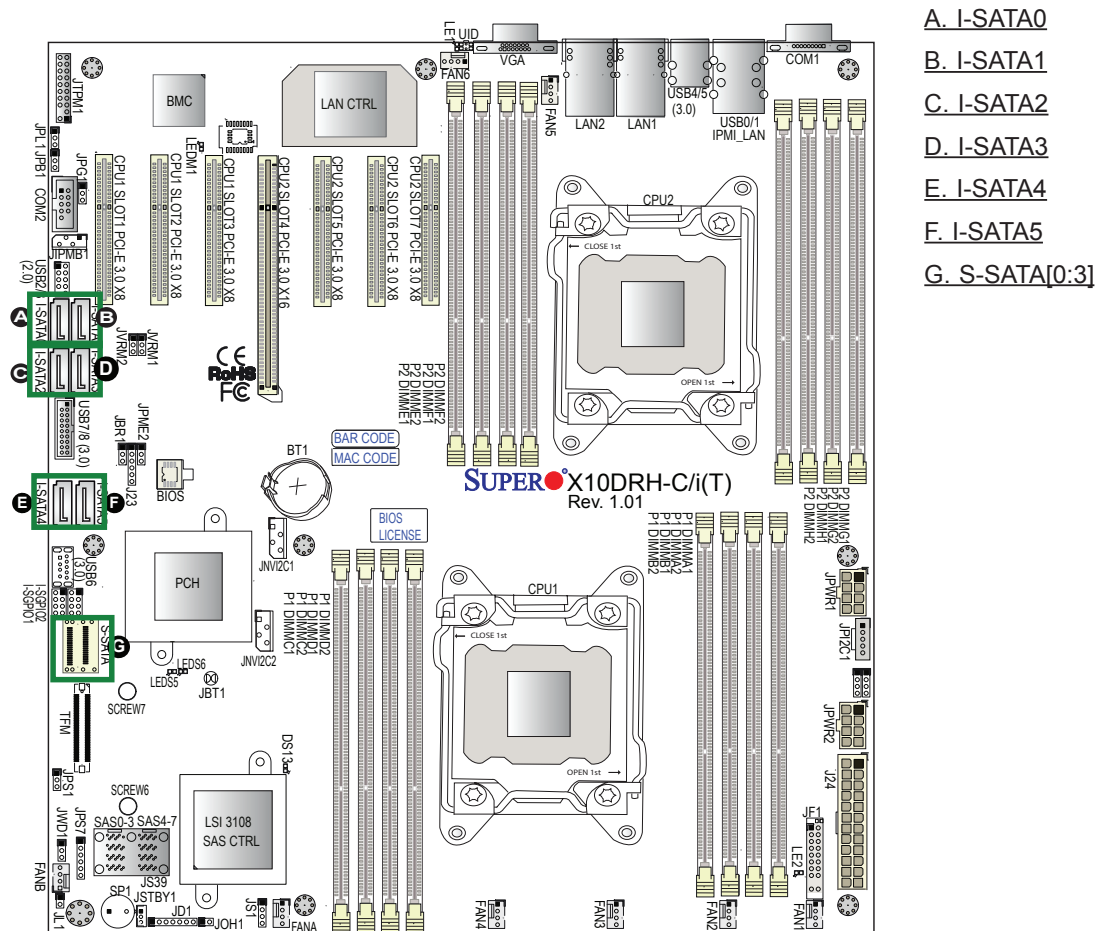 A. I-SATA0
B. I-SATA1
C. I-SATA2
D. I-SATA3
E. I-SATA4
F. I-SATA5
G. S-SATA[0:3]
LE1
UID
VGA
COM1
FAN6
FAN5
LAN2
LAN1
USB4/5
(3.0)
USB0/1
IPMI_LAN
JTPM1
BMC
LAN CTRL
LEDM1
JPL1
JPB1
JPG1
COM2
JIPMB1
(2.0)
CPU1 SLOT1 PCI-E 3.0 X8
CPU1 SLOT2 PCI-E 3.0 X8
CPU1 SLOT3 PCI-E 3.0 X8
CPU2 SLOT4 PCI-E 3.0 X16
CPU2 SLOT5 PCI-E 3.0 X8
CPU2 SLOT6 PCI-E 3.0 X8
CPU2 SLOT7 PCI-E 3.0 X8
CPU2
CLOSE 1st
OPEN 1st
A
B
C
D
I-SATA2
JVRM2
JVRM1
CE
RoHS
FC
P2 DIMME1
P2 DIMME2
P2 DIMMF1
P2 DIMMF2
USB7/8 (3.0)
JBR1
JPME2
J23
BIOS
BAR CODE
MAC CODE
BT1
SUPER X10DRH-C/i(T)
Rev. 1.01
P2 DIMMH2
P2 DIMMH1
P2 DIMMG2
P2 DIMMG1
E
F
I-SATA4
BIOS
LICENSE
P1 DIMMB2
P1 DIMMB1
P1 DIMMA2
P1 DIMMA1
USB6
(3.0)
PCH
JNVI2C1
I-SGPIO1
I-SGPIO2
P1 DIMMC1
P1 DIMMC2
P1 DIMMD1
P1 DIMMD2
CPU1
CLOSE 1st
OPEN 1st
JPWR1
JPI2C1
S-SATA
G
JNVI2C2
LEDS6
LEDS5
JBT1
SCREW7
TFM
JPWR2
J24
DS13
JPS1
SCREW6
SAS0-3 SAS4-7
LSI 3108
SAS CTRL
JWD1
JPS7
JS39
JF1
LE2
FANB
SP1
JSTBY1
JD1
JOH1
JL1
JS1
FANA
FAN4
FAN3
FAN2
FAN1